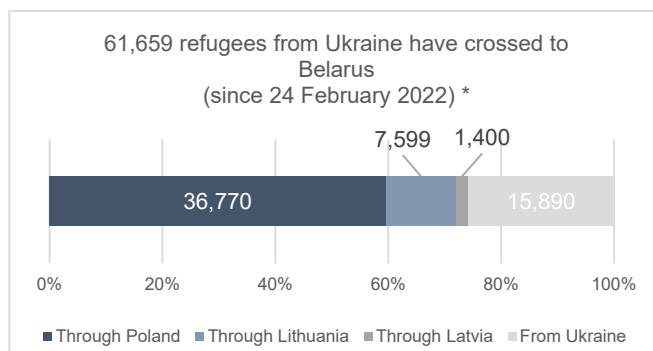 61,659 refugees from Ukraine have crossed to
Belarus
(since 24 February 2022) *
7,599 1,400
36,770 15,890
0% 20% 40% 60% 80% 100%
Through Poland Through Lithuania Through Latvia From Ukraine